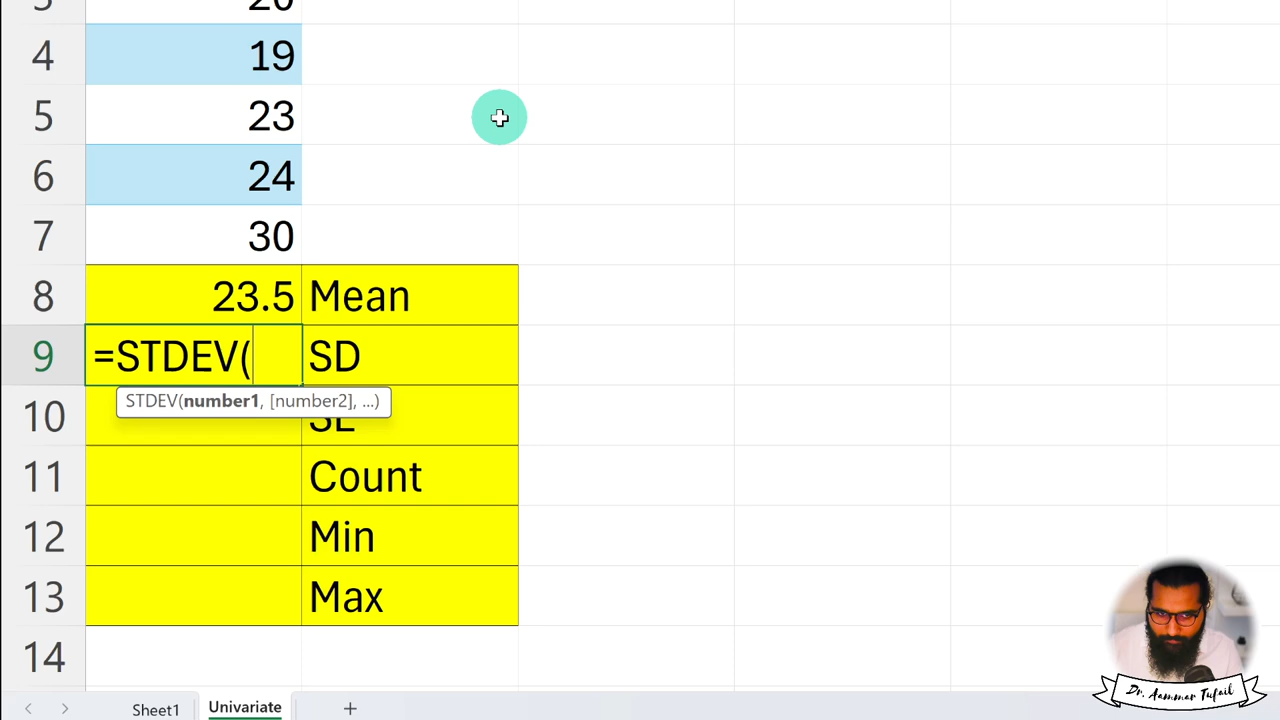 4 19
5 23
6 24
7 30
8 23.5 Mean
9 =STDEV( SD
STDEV(number1, [number2], ...)
10
11 Count
12 Min
13 Max
14
Sheet1 Univariate
Dr. Aammar Tufail